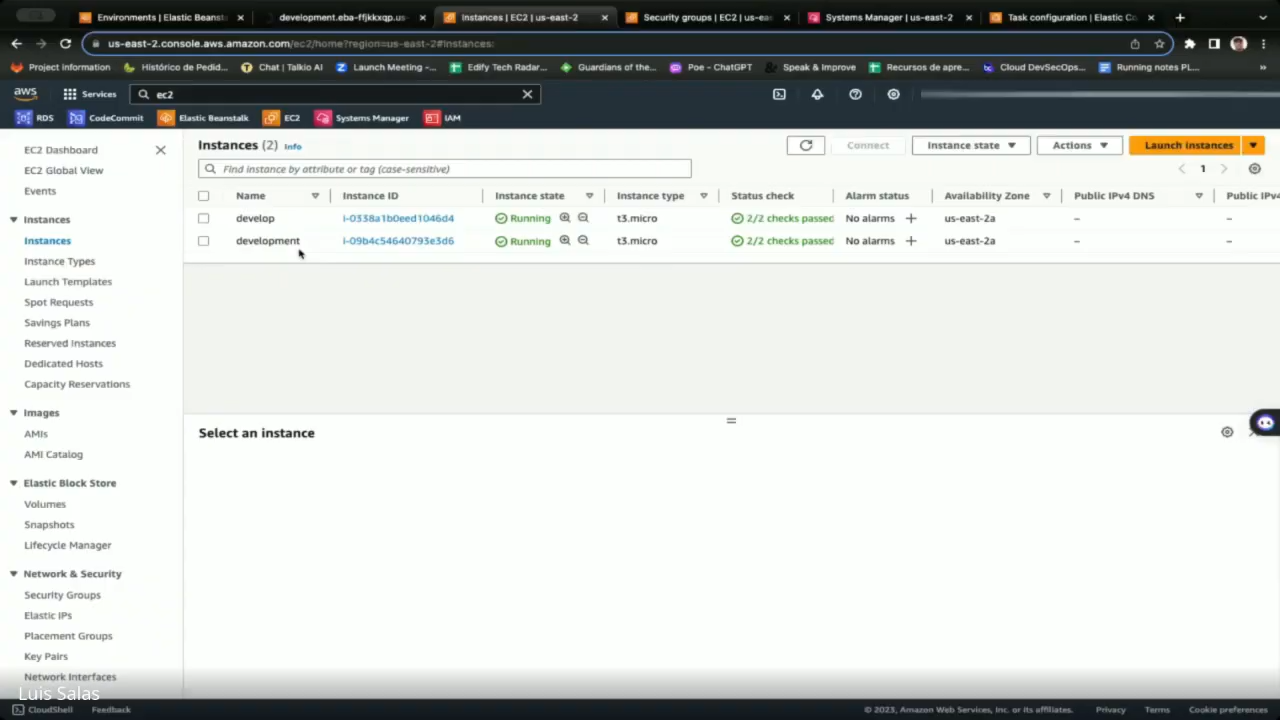 Environments | Elastic Beanst
development.eba-ffjkkxqp.us-
Instances | EC2 | us-east-2
Security groups | EC2 | us-ea
Systems Manager | us-east-2
Task configuration | Elastic Co
us-east-2.console.aws.amazon.com/ec2/home?region=us-east-2#Instances:
Project Information
Histórico de Pedid...
Chat | Talkio AI
Launch Meeting -...
Edify Tech Radar...
Guardians of the...
Poe - ChatGPT
Speak & Improve
Recursos de apre...
Cloud DevSecOps...
Running notes PL...
aws
Services
ec2
RDS
CodeCommit
Elastic Beanstalk
EC2
Systems Manager
IAM
EC2 Dashboard
EC2 Global View
Events
Instances
Instances
Instance Types
Launch Templates
Spot Requests
Savings Plans
Reserved Instances
Dedicated Hosts
Capacity Reservations
Images
AMIs
AMI Catalog
Elastic Block Store
Volumes
Snapshots
Lifecycle Manager
Network & Security
Security Groups
Elastic IPs
Placement Groups
Key Pairs
Network Interfaces
Instances (2) Info
Connect
Instance state
Actions
Launch instances
Find instance by attribute or tag (case-sensitive)
1
Name Instance ID Instance state Instance type Status check Alarm status Availability Zone Public IPv4 DNS Public IPv4
develop i-0338a1b0eed1046d4 Running t3.micro 2/2 checks passed No alarms + us-east-2a – –
development i-09b4c54640793e3d6 Running t3.micro 2/2 checks passed No alarms + us-east-2a – –
Select an instance
Luis Salas
CloudShell Feedback
© 2023, Amazon Web Services, Inc. or its affiliates. Privacy Terms Cookie preferences